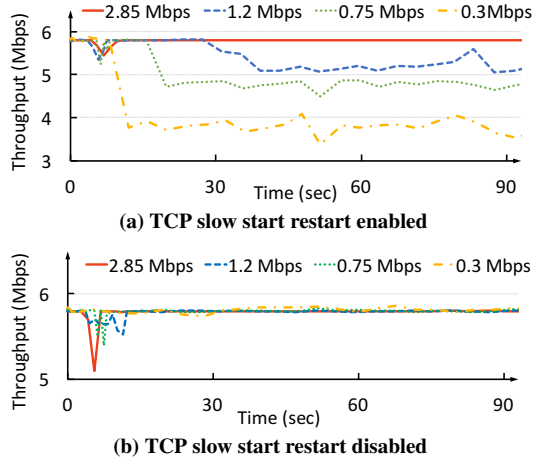 2.85 Mbps 1.2 Mbps 0.75 Mbps 0.3Mbps
Throughput (Mbps)
6
5
4
3
0 30 60 90
Time (sec)
(a) TCP slow start restart enabled
2.85 Mbps 1.2 Mbps 0.75 Mbps 0.3 Mbps
Throughput (Mbps)
6
5
0 30 60 90
Time (sec)
(b) TCP slow start restart disabled